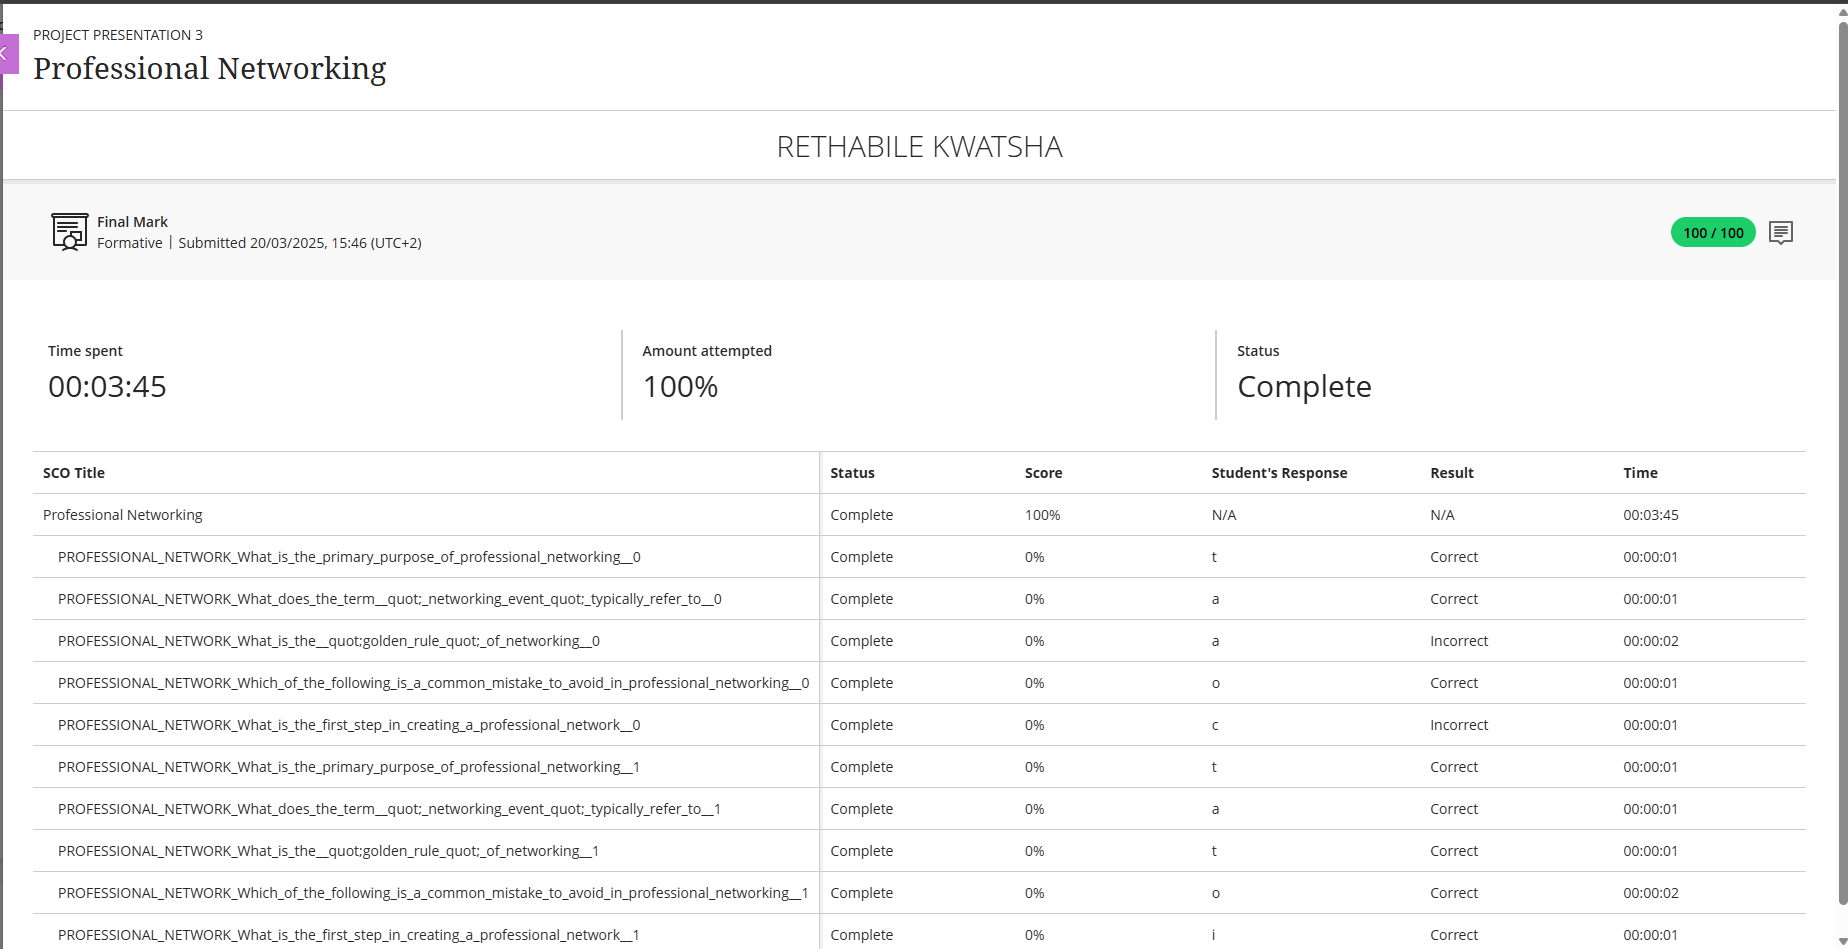 PROJECT PRESENTATION 3
Professional Networking
RETHABILE KWATSHA
Final Mark
Formative | Submitted 20/03/2025, 15:46 (UTC+2)
100 / 100
Time spent
00:03:45
Amount attempted
100%
Status
Complete
SCO Title Status Score Student's Response Result Time
Professional Networking Complete 100% N/A N/A 00:03:45
PROFESSIONAL_NETWORK_What_is_the_primary_purpose_of_professional_networking__0 Complete 0% t Correct 00:00:01
PROFESSIONAL_NETWORK_What_does_the_term__quot;_networking_event_quot;_typically_refer_to__0 Complete 0% a Correct 00:00:01
PROFESSIONAL_NETWORK_What_is_the__quot;golden_rule_quot;_of_networking__0 Complete 0% a Incorrect 00:00:02
PROFESSIONAL_NETWORK_Which_of_the_following_is_a_common_mistake_to_avoid_in_professional_networking__0 Complete 0% o Correct 00:00:01
PROFESSIONAL_NETWORK_What_is_the_first_step_in_creating_a_professional_network__0 Complete 0% c Incorrect 00:00:01
PROFESSIONAL_NETWORK_What_is_the_primary_purpose_of_professional_networking__1 Complete 0% t Correct 00:00:01
PROFESSIONAL_NETWORK_What_does_the_term__quot;_networking_event_quot;_typically_refer_to__1 Complete 0% a Correct 00:00:01
PROFESSIONAL_NETWORK_What_is_the__quot;golden_rule_quot;_of_networking__1 Complete 0% t Correct 00:00:01
PROFESSIONAL_NETWORK_Which_of_the_following_is_a_common_mistake_to_avoid_in_professional_networking__1 Complete 0% o Correct 00:00:02
PROFESSIONAL_NETWORK_What_is_the_first_step_in_creating_a_professional_network__1 Complete 0% i Correct 00:00:01